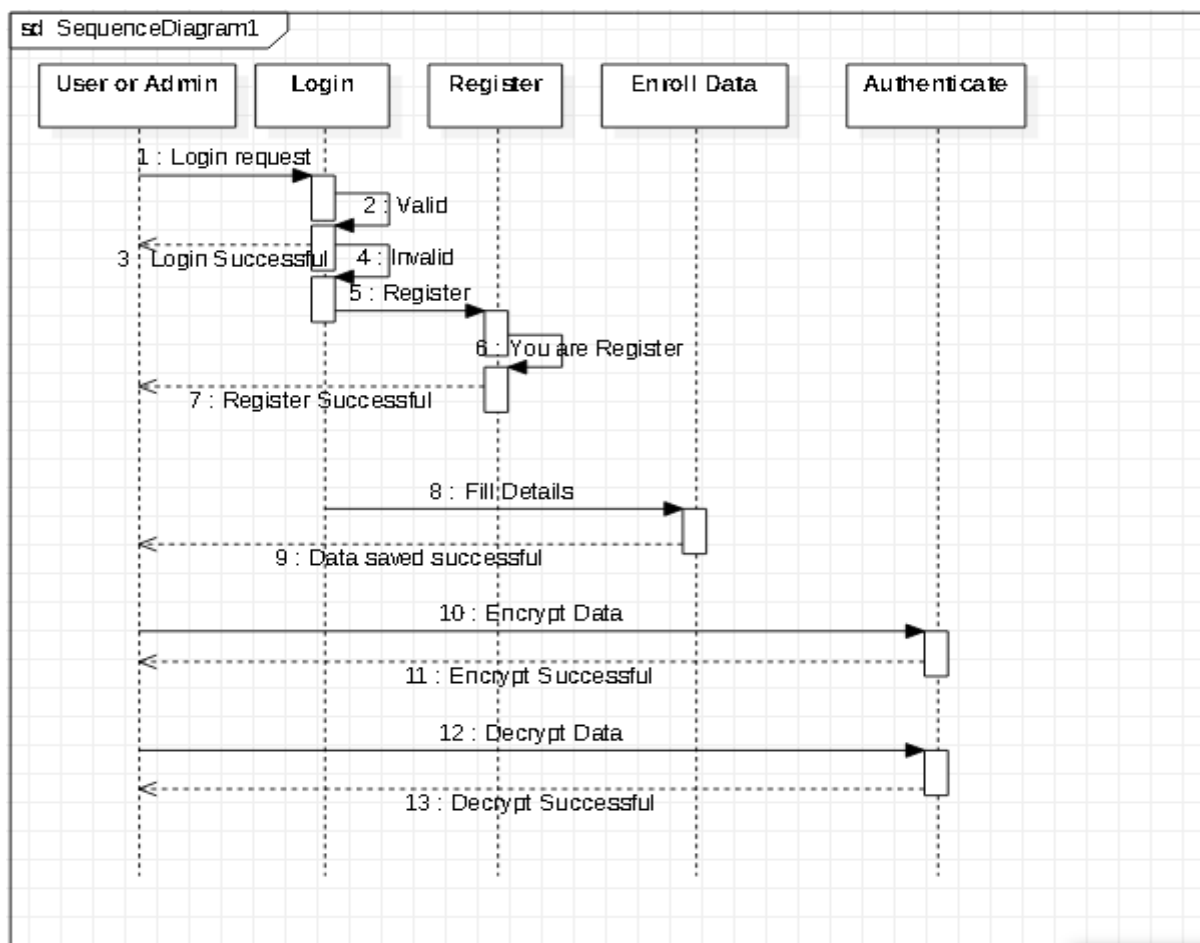 sd SequenceDiagram1
User or Admin
Login
Register
Enroll Data
Authenticate
1 : Login request
2 : Valid
3 : Login Successful
4 : Invalid
5 : Register
6 : You are Register
7 : Register Successful
8 : Fill Details
9 : Data saved successful
10 : Encrypt Data
11 : Encrypt Successful
12 : Decrypt Data
13 : Decrypt Successful